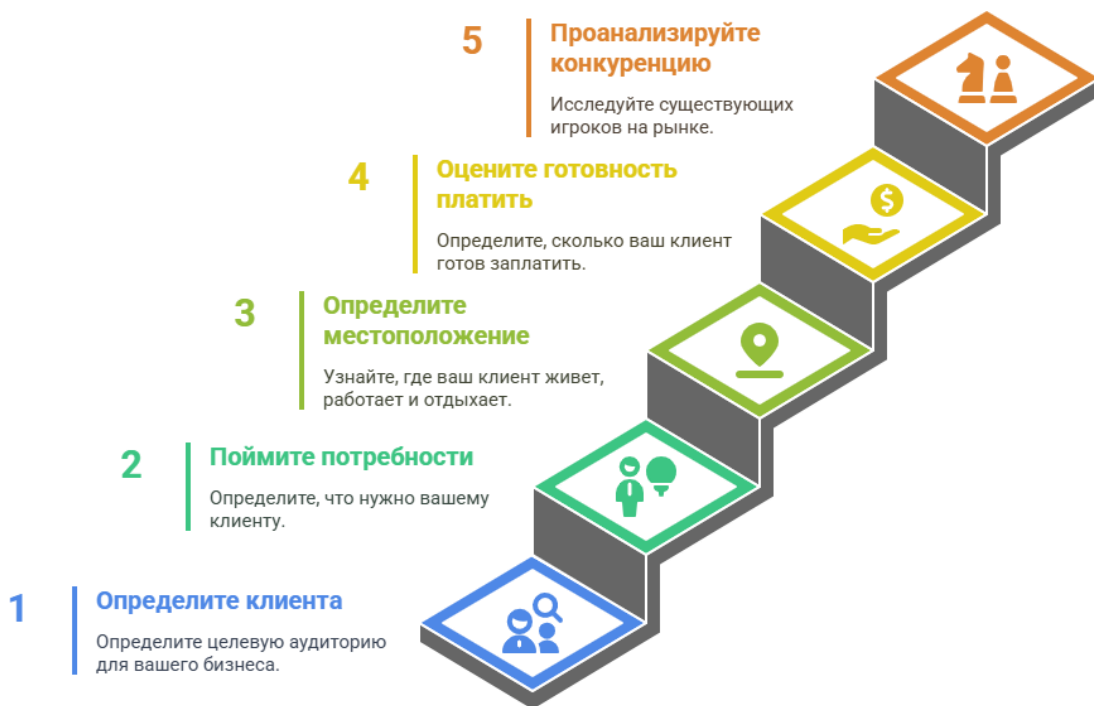 5
Проанализируйте
конкуренцию
Исследуйте существующих
игроков на рынке.
4
Оцените готовность
платить
Определите, сколько ваш клиент
готов заплатить.
3
Определите
местоположение
Узнайте, где ваш клиент живет,
работает и отдыхает.
2
Поймите потребности
Определите, что нужно вашему
клиенту.
1
Определите клиента
Определите целевую аудиторию
для вашего бизнеса.
$